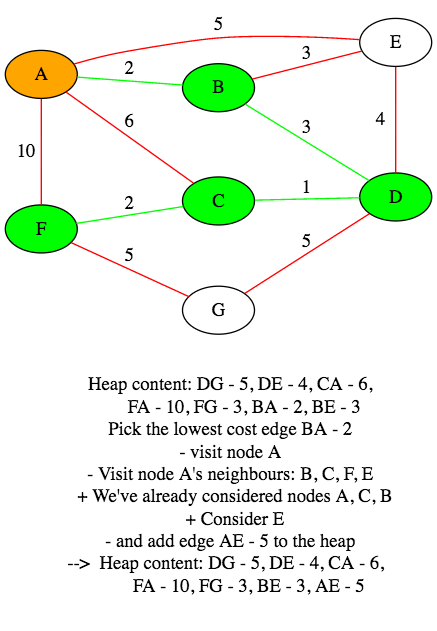 5
E
A
2
3
B
6
3
10
4
2
C
1
D
F
5
5
G
Heap content: DG - 5, DE - 4, CA - 6,
FA - 10, FG - 3, BA - 2, BE - 3
Pick the lowest cost edge BA - 2
- visit node A
- Visit node A's neighbours: B, C, F, E
+ We've already considered nodes A, C, B
+ Consider E
- and add edge AE - 5 to the heap
--> Heap content: DG - 5, DE - 4, CA - 6,
FA - 10, FG - 3, BE - 3, AE - 5